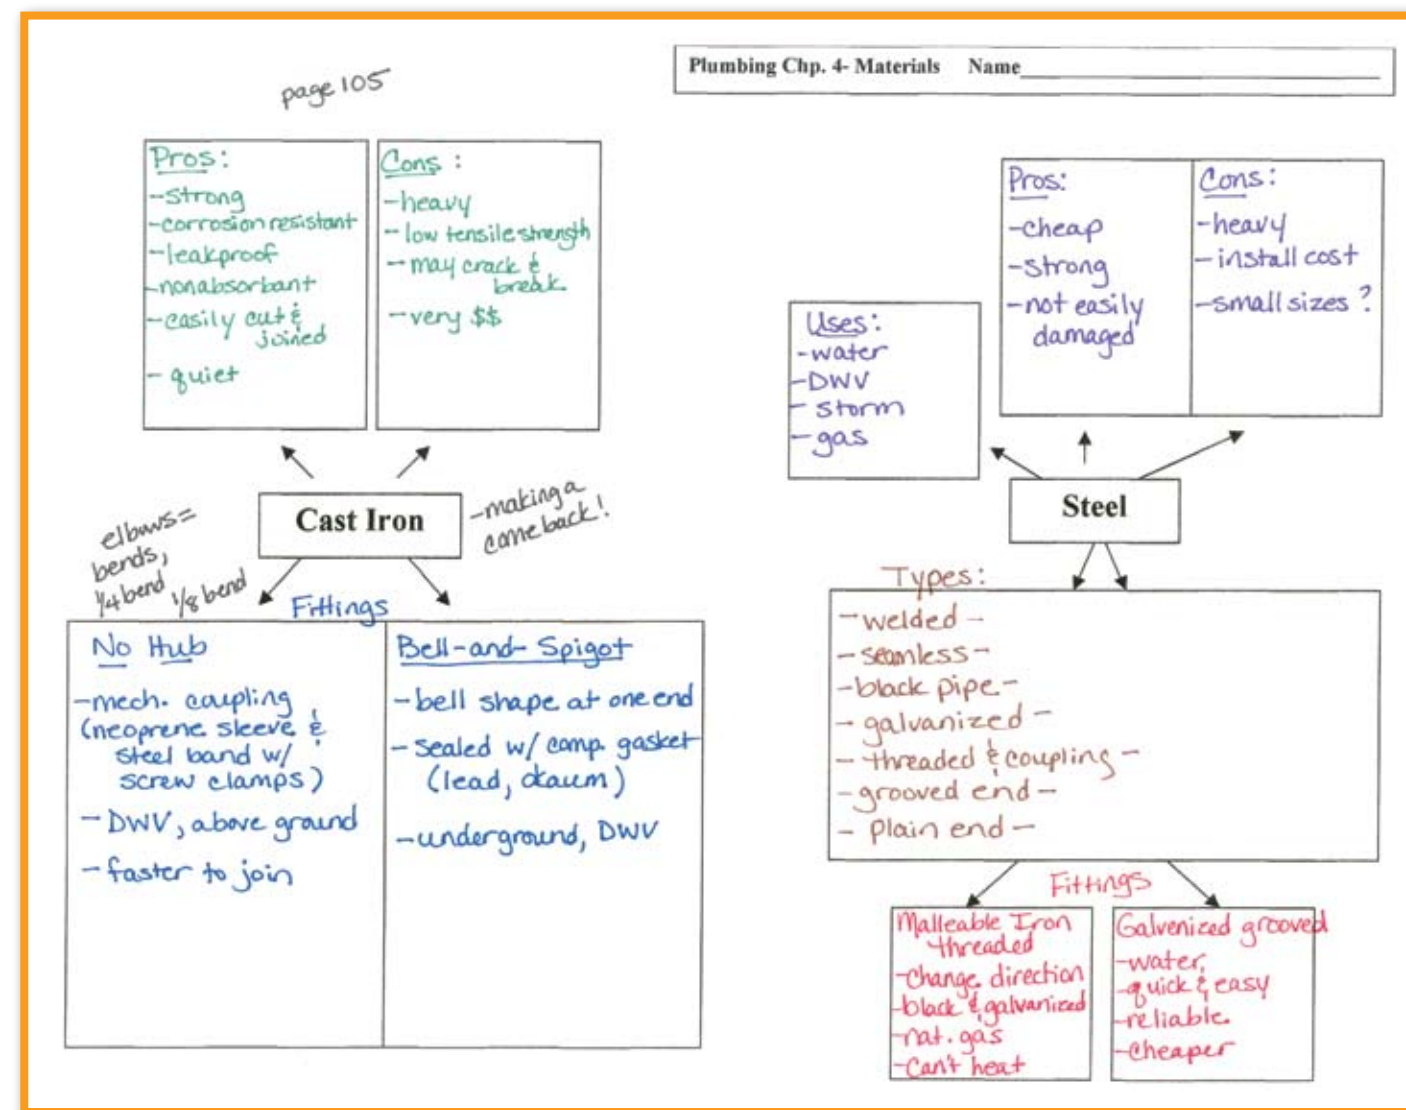 Plumbing Chp. 4- Materials Name
page 105
Pros:
-strong
-corrosion resistant
-leakproof
-nonabsorbant
-easily cut &
joined
- quiet
Cons:
-heavy
-low tensile strength
-may crack &
break
-very $$
Cast Iron
-making a
come back!
elbows=
bends,
1/4 bend 1/8 bend
Fittings
No Hub
-mech. coupling
(neoprene sleeve &
steel band w/
screw clamps)
-DWV, above ground
-faster to join
Bell-and-Spigot
-bell shape at one end
-sealed w/ comp. gasket
(lead, okaum)
-underground, DWV
Uses:
-water
-DWV
- storm
-gas
Pros:
-cheap
-strong
-not easily
damaged
Cons:
-heavy
-install cost
-small sizes?
Steel
Types:
-welded-
-seamless-
-black pipe-
- galvanized-
- threaded & coupling-
-grooved end-
- plain end-
Fittings
Malleable Iron
threaded
-change direction
-black & galvanized
-nat. gas
-can't heat
Galvenized grooved
-water,
-quick & easy
-reliable
-cheaper